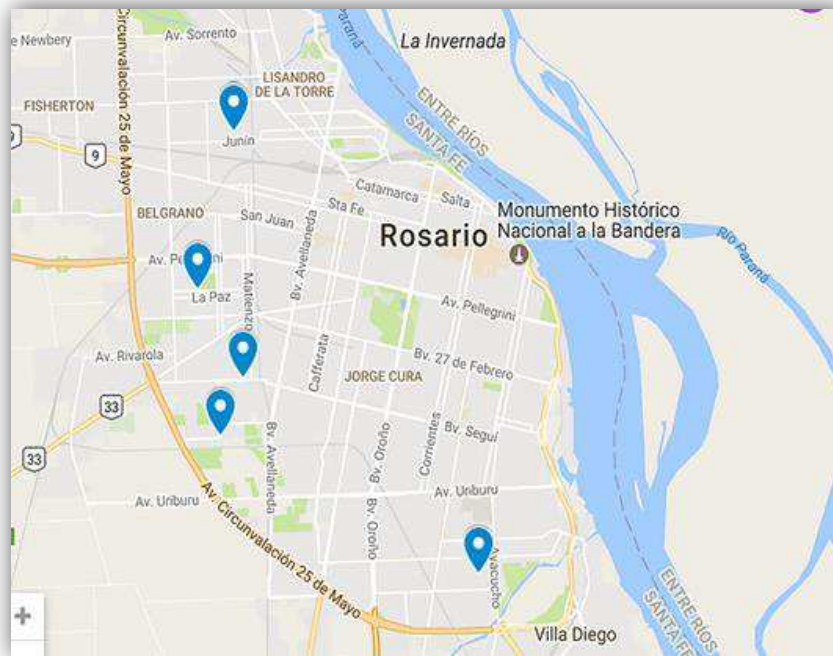 Av. Sorrento
La Invernada
Río Paraná
Newbery
LISANDRO
DE LA TORRE
FISHERTON
Av. Circunvalación 25 de Mayo
ENTRE RÍOS
SANTA FE
Junín
9
9
Catamarca
Salta
Sta Fe
BELGRANO
San Juan
Monumento Histórico
Nacional a la Bandera
Rosario
Río Paraná
Bv. Avellaneda
Av.
La Paz
Matienzo
Av. Pellegrini
Av. Rivarola
Cafferata
Bv. 27 de Febrero
JORGE CURA
33
33
Bv. Avellaneda
Bv. Oroño
Corrientes
Bv. Seguí
Av. Uriburu
Av. Uriburu
Av. Circunvalación 25 de Mayo
Bv. Oroño
Ayacucho
ENTRE RÍOS
SANTA FE
+
Villa Diego